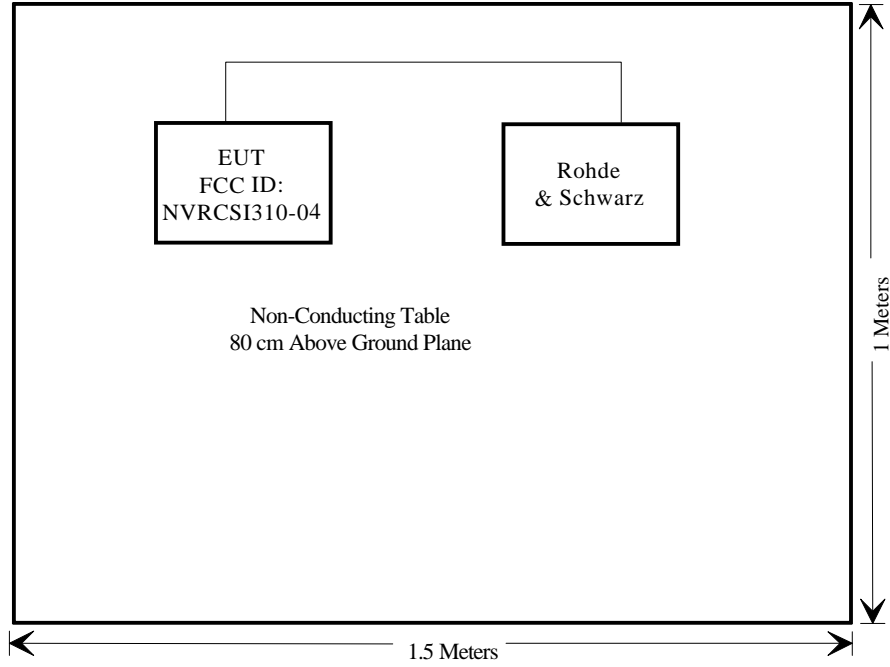 EUT
FCC ID:
NVRCSI310-04
Rohde
& Schwarz
Non-Conducting Table
80 cm Above Ground Plane
1 Meters
1.5 Meters